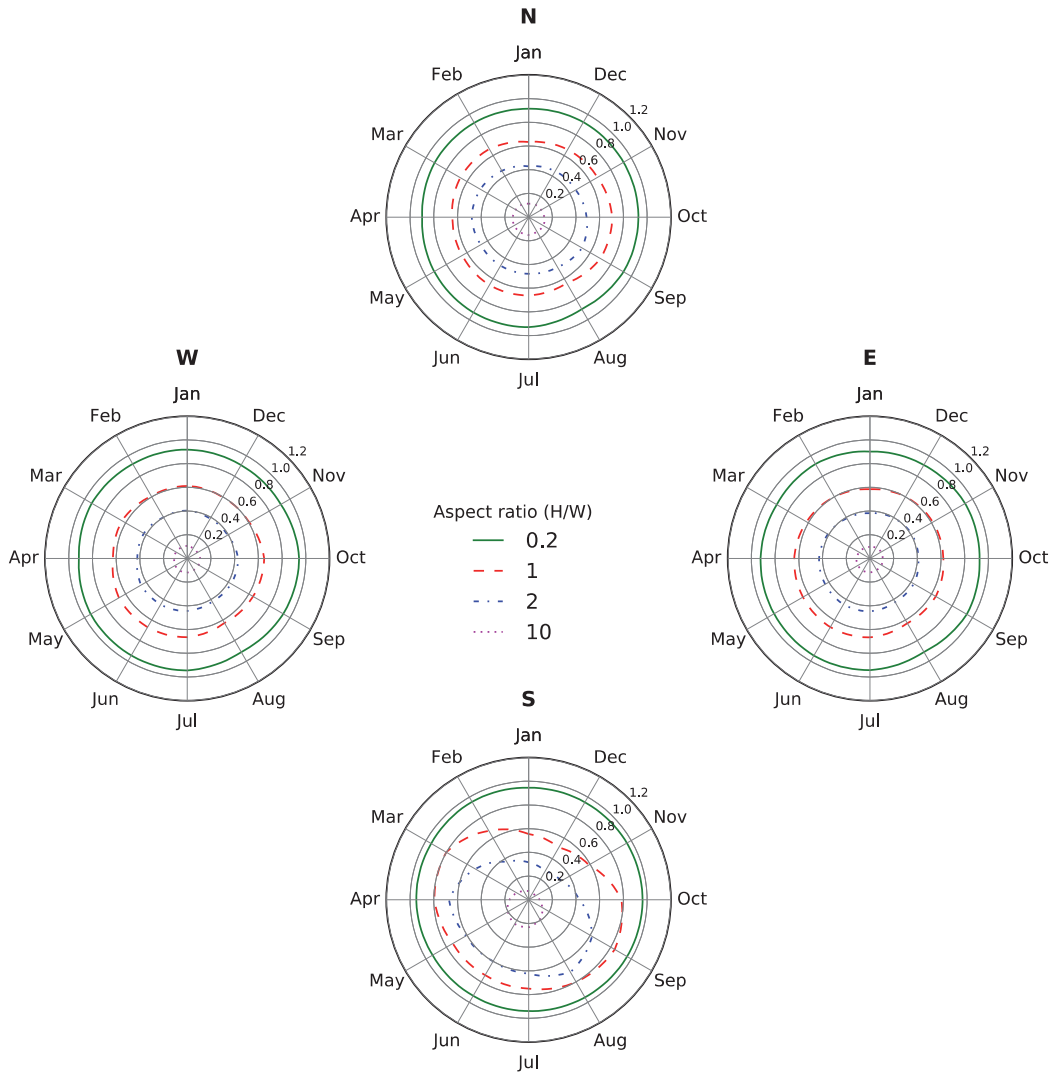 N
Jan
Feb Dec
1.2
Mar 1.0 Nov
0.8
0.6
0.4
0.2
Apr Oct
May Sep
Jun Aug
Jul
W
Jan
Feb Dec
1.2
Mar 1.0 Nov
0.8
0.6
0.4
0.2
Apr Oct
May Sep
Jun Aug
Jul
E
Jan
Feb Dec
1.2
Mar 1.0 Nov
0.8
0.6
0.4
0.2
Apr Oct
May Sep
Jun Aug
Jul
Aspect ratio (H/W)
0.2
1
2
10
S
Jan
Feb Dec
1.2
1.0
Mar 0.8 Nov
0.6
0.4
0.2
Apr Oct
May Sep
Jun Aug
Jul